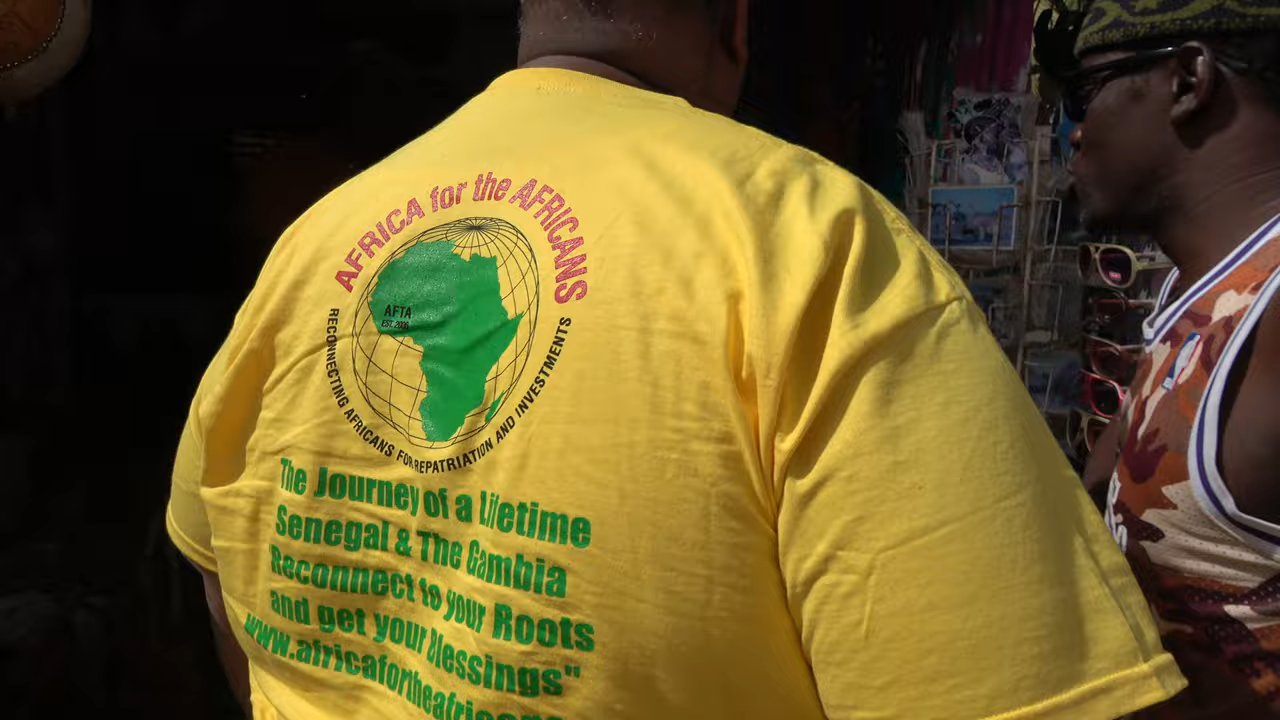 AFRICA for the AFRICANS
AFTA
EST. 2006
RECONNECTING AFRICANS FOR REPATRIATION AND INVESTMENTS
The Journey of a Lifetime
Senegal & The Gambia
Reconnect to your Roots
and get your Blessings"
www.africafortheafricans